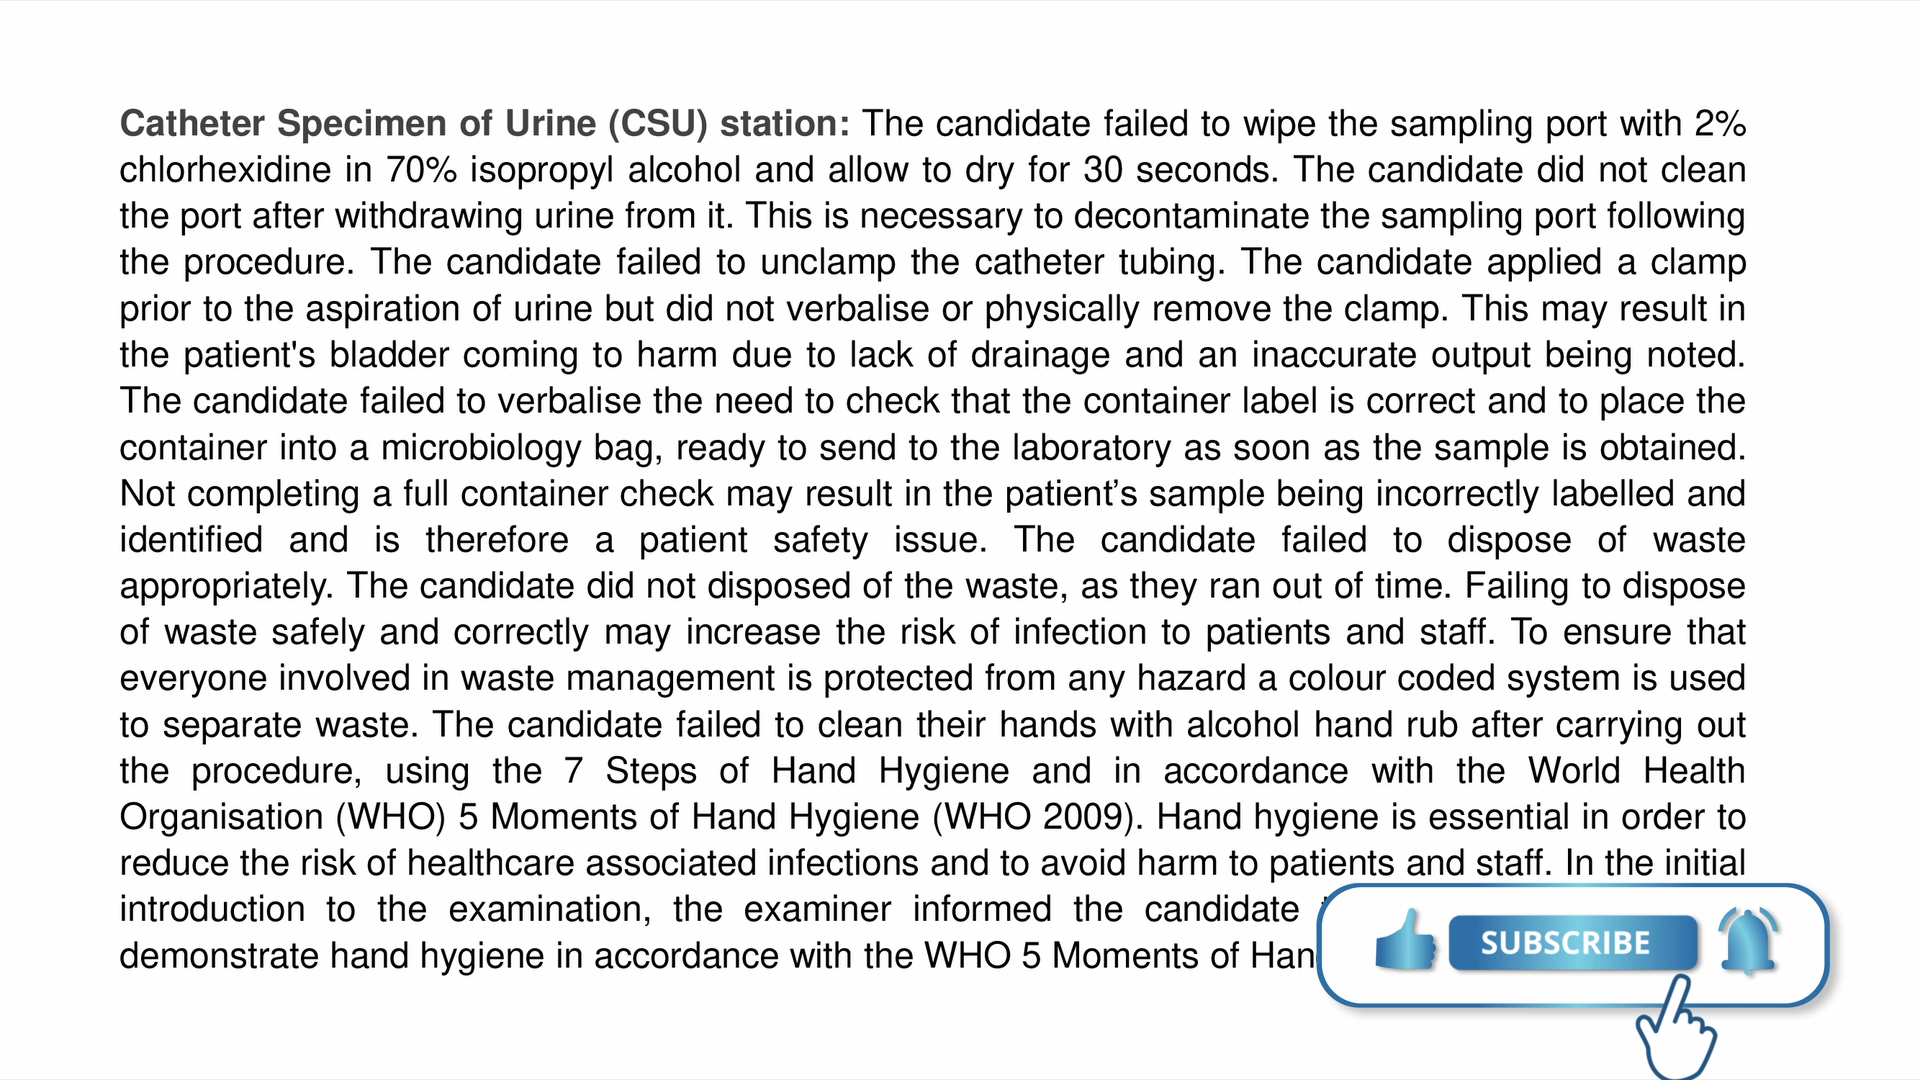 Catheter Specimen of Urine (CSU) station: The candidate failed to wipe the sampling port with 2%
chlorhexidine in 70% isopropyl alcohol and allow to dry for 30 seconds. The candidate did not clean
the port after withdrawing urine from it. This is necessary to decontaminate the sampling port following
the procedure. The candidate failed to unclamp the catheter tubing. The candidate applied a clamp
prior to the aspiration of urine but did not verbalise or physically remove the clamp. This may result in
the patient's bladder coming to harm due to lack of drainage and an inaccurate output being noted.
The candidate failed to verbalise the need to check that the container label is correct and to place the
container into a microbiology bag, ready to send to the laboratory as soon as the sample is obtained.
Not completing a full container check may result in the patient’s sample being incorrectly labelled and
identified and is therefore a patient safety issue. The candidate failed to dispose of waste
appropriately. The candidate did not disposed of the waste, as they ran out of time. Failing to dispose
of waste safely and correctly may increase the risk of infection to patients and staff. To ensure that
everyone involved in waste management is protected from any hazard a colour coded system is used
to separate waste. The candidate failed to clean their hands with alcohol hand rub after carrying out
the procedure, using the 7 Steps of Hand Hygiene and in accordance with the World Health
Organisation (WHO) 5 Moments of Hand Hygiene (WHO 2009). Hand hygiene is essential in order to
reduce the risk of healthcare associated infections and to avoid harm to patients and staff. In the initial
introduction to the examination, the examiner informed the candidate
demonstrate hand hygiene in accordance with the WHO 5 Moments of Han
SUBSCRIBE